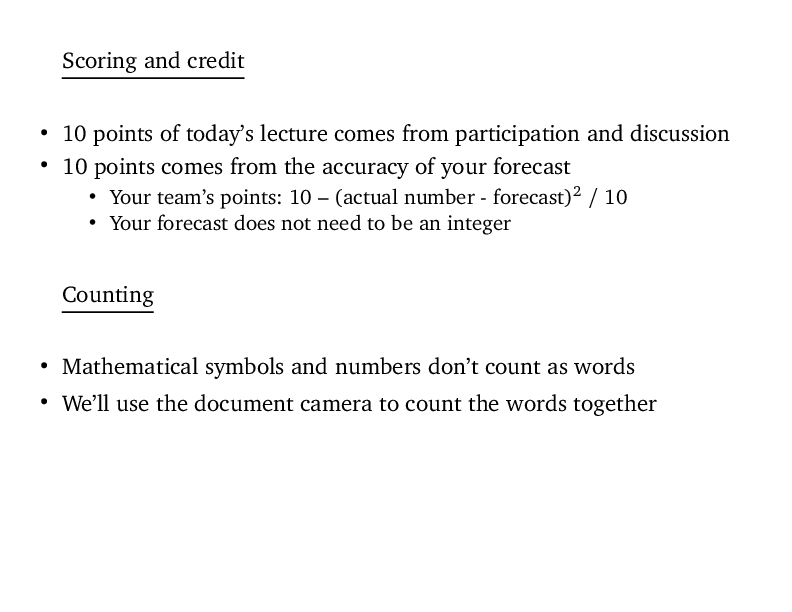 Scoring and credit
• 10 points of today’s lecture comes from participation and discussion
• 10 points comes from the accuracy of your forecast
• Your team’s points: 10 – (actual number - forecast)² / 10
• Your forecast does not need to be an integer
Counting
• Mathematical symbols and numbers don’t count as words
• We’ll use the document camera to count the words together